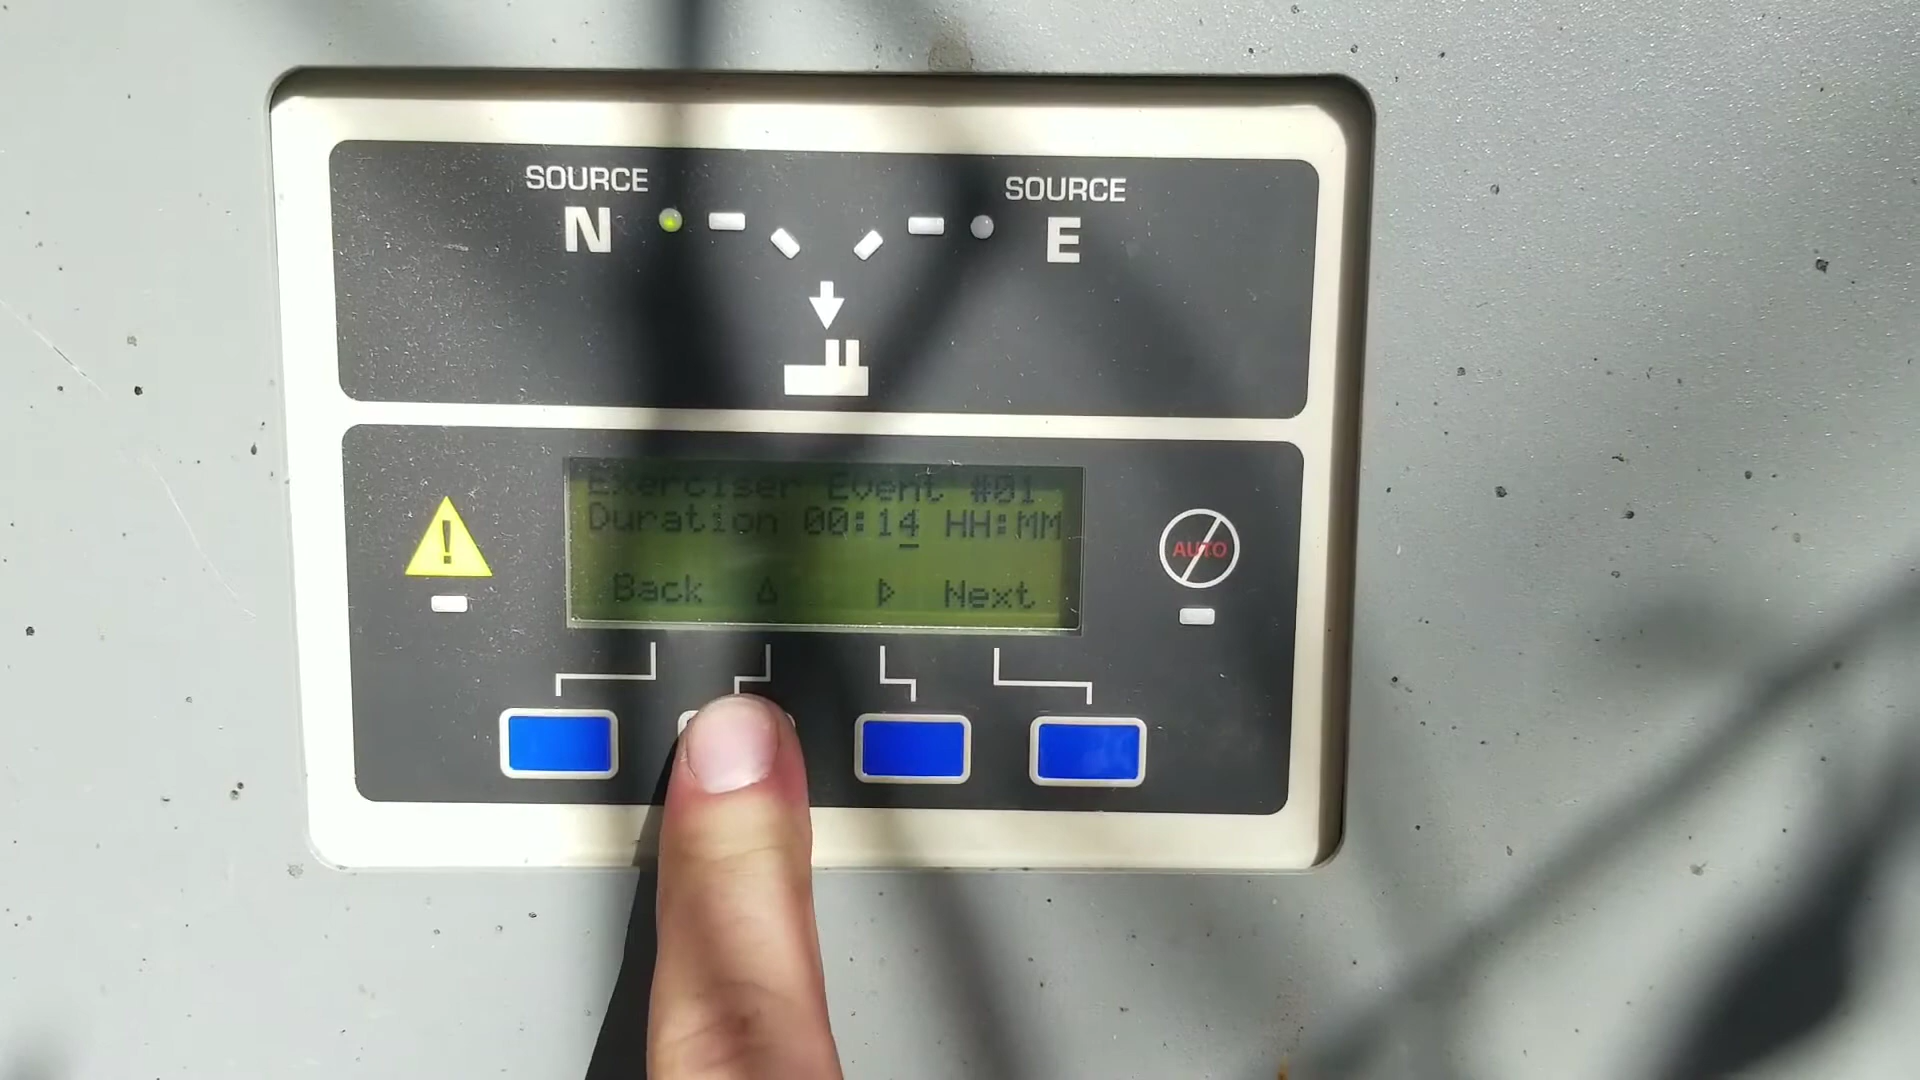 SOURCE
N
SOURCE
E
Exerciser Event #01
Duration 00:14 HH:MM
Back △ ▷ Next
!
AUTO